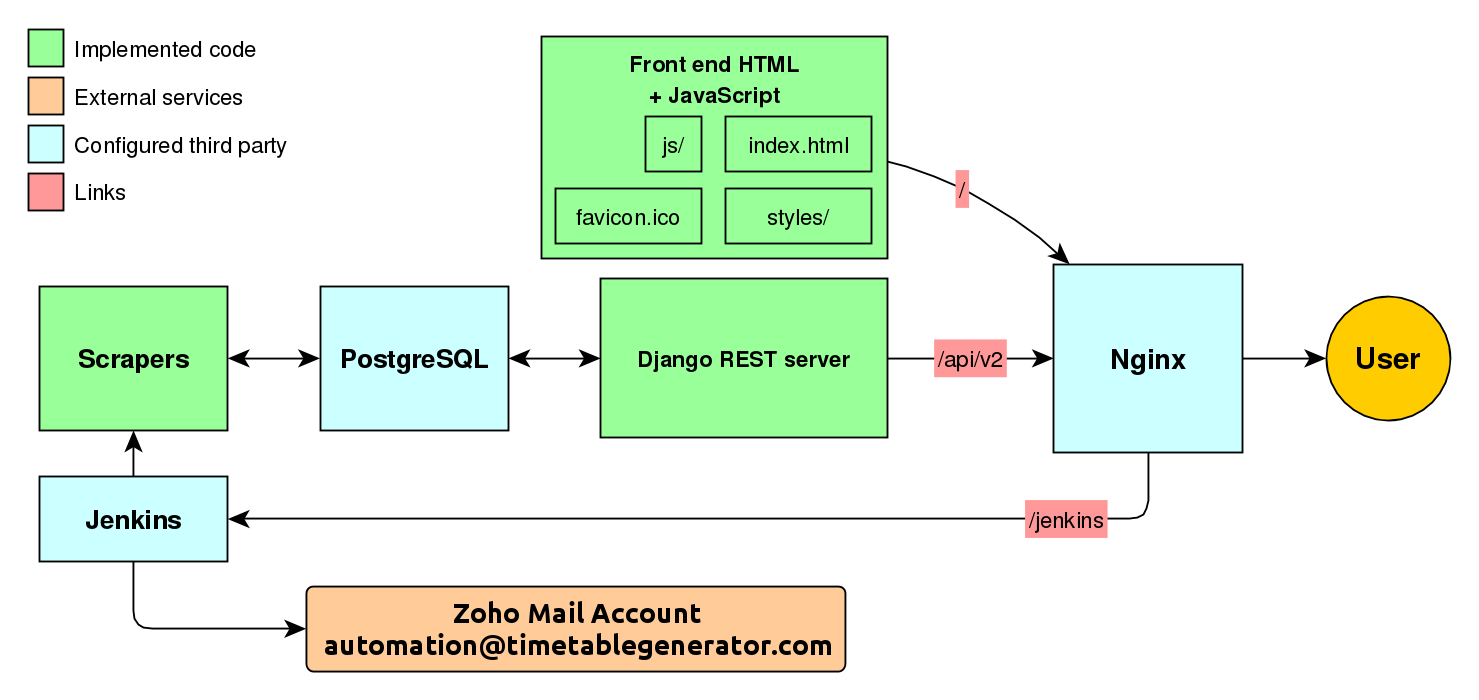 Implemented code
External services
Configured third party
Links
Front end HTML
+ JavaScript
js/
index.html
favicon.ico
styles/
/
Scrapers
PostgreSQL
Django REST server
/api/v2
Nginx
User
Jenkins
/jenkins
Zoho Mail Account
automation@timetablegenerator.com